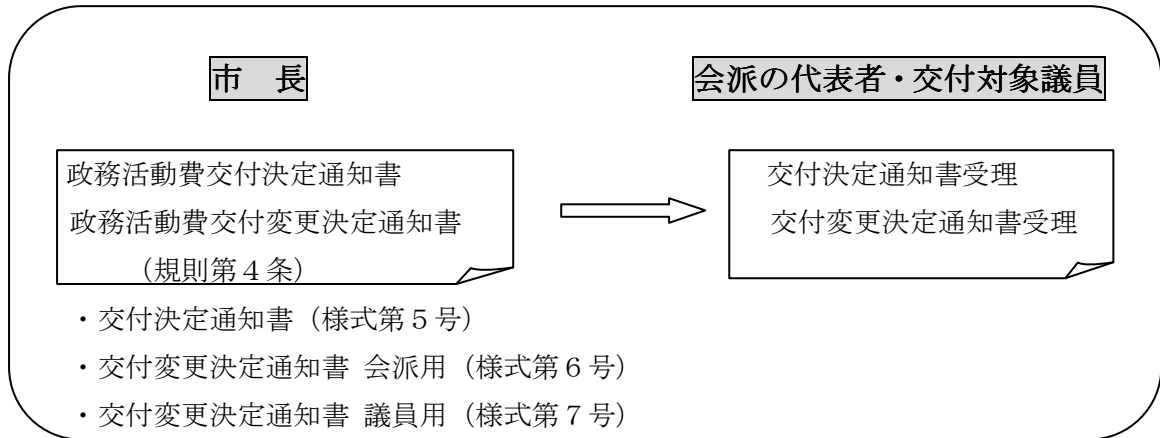 市　長
会派の代表者・交付対象議員
政務活動費交付決定通知書
政務活動費交付変更決定通知書
（規則第４条）
交付決定通知書受理
交付変更決定通知書受理
・交付決定通知書（様式第５号）
・交付変更決定通知書 会派用（様式第６号）
・交付変更決定通知書 議員用（様式第７号）